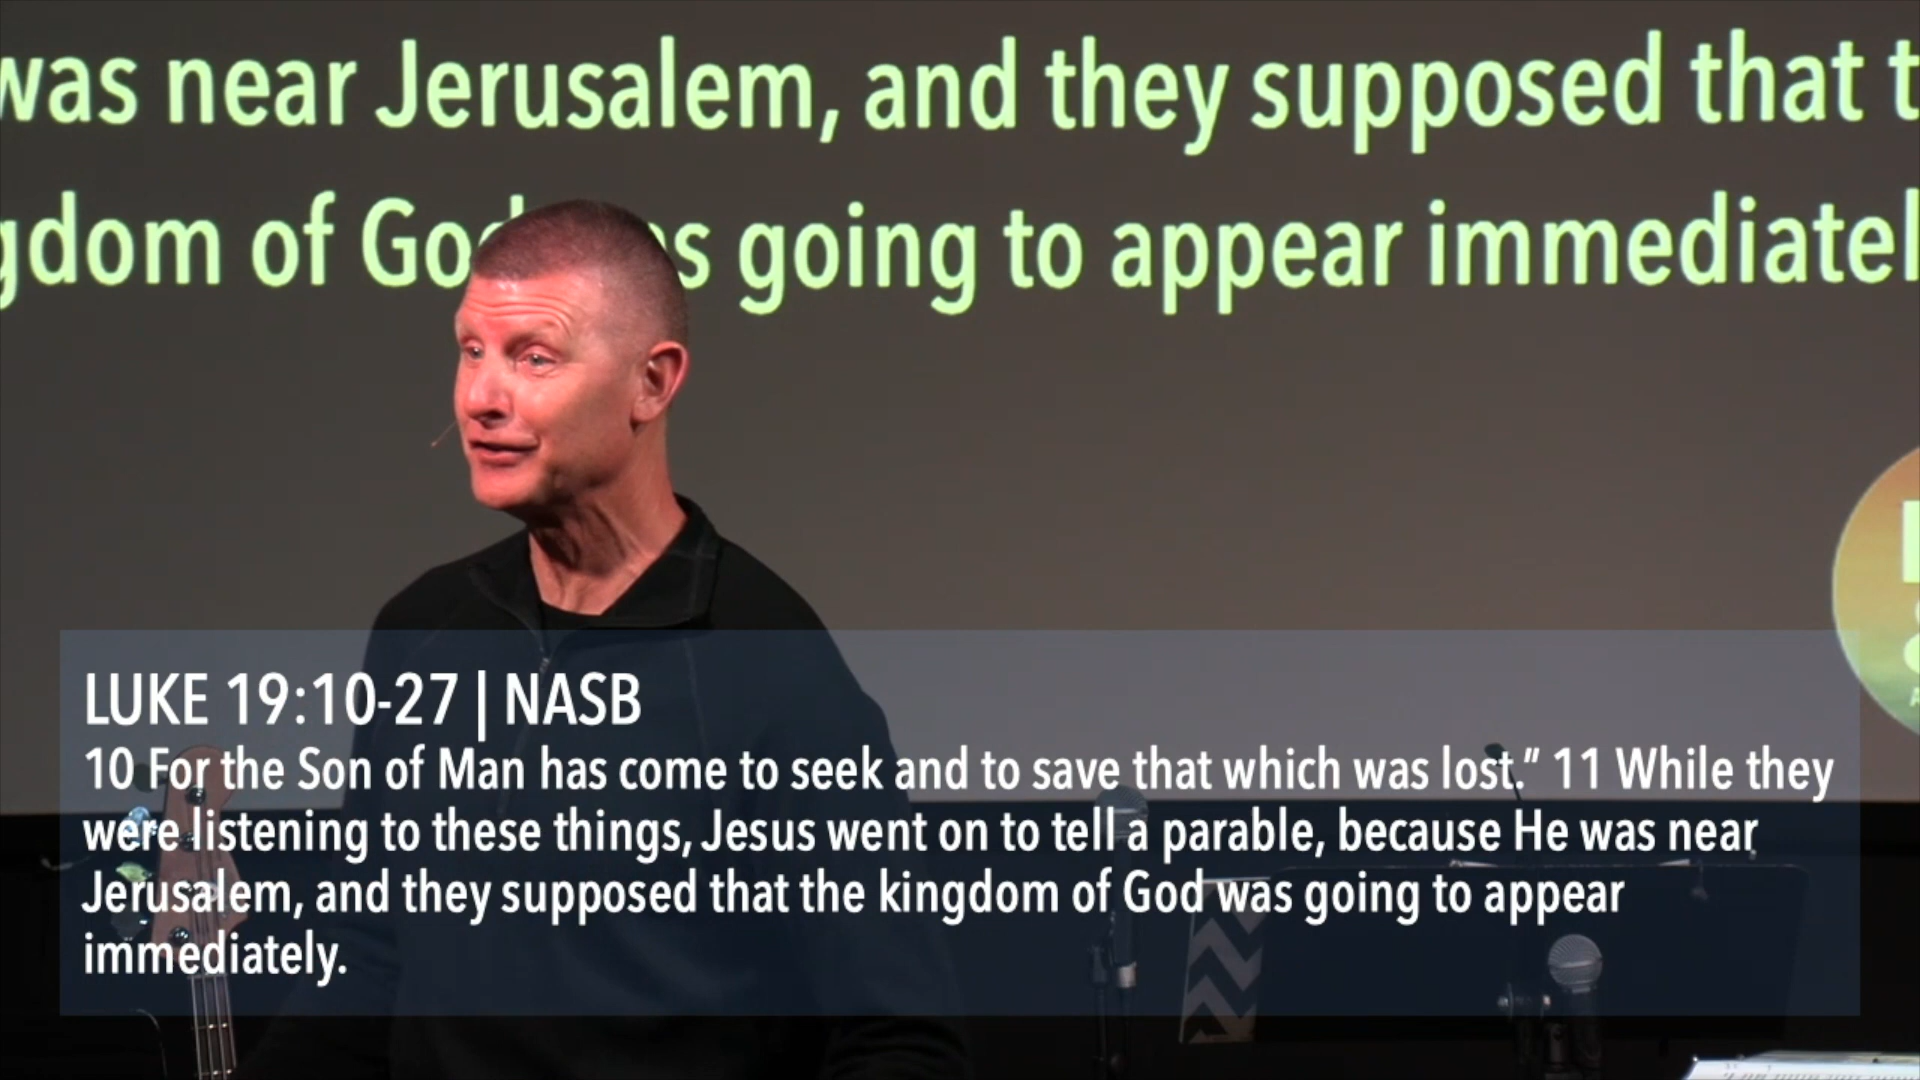 was near Jerusalem, and they supposed that t
gdom of God s going to appear immediatel
LUKE 19:10-27 | NASB
10 For the Son of Man has come to seek and to save that which was lost.” 11 While they
were listening to these things, Jesus went on to tell a parable, because He was near
Jerusalem, and they supposed that the kingdom of God was going to appear
immediately.